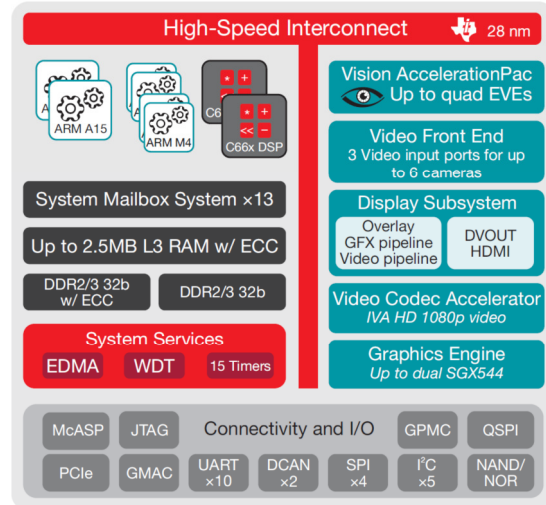 High-Speed Interconnect
28 nm
ARM A15
ARM M4
C6
C66x DSP
* +
* +
<< −
System Mailbox System ×13
Up to 2.5MB L3 RAM w/ ECC
DDR2/3 32b
w/ ECC
DDR2/3 32b
System Services
EDMA
WDT
15 Timers
Vision AccelerationPac
Up to quad EVEs
Video Front End
3 Video input ports for up
to 6 cameras
Display Subsystem
Overlay
GFX pipeline
Video pipeline
DVOUT
HDMI
Video Codec Accelerator
IVA HD 1080p video
Graphics Engine
Up to dual SGX544
McASP
JTAG
Connectivity and I/O
GPMC
QSPI
PCIe
GMAC
UART
×10
DCAN
×2
SPI
×4
I²C
×5
NAND/
NOR